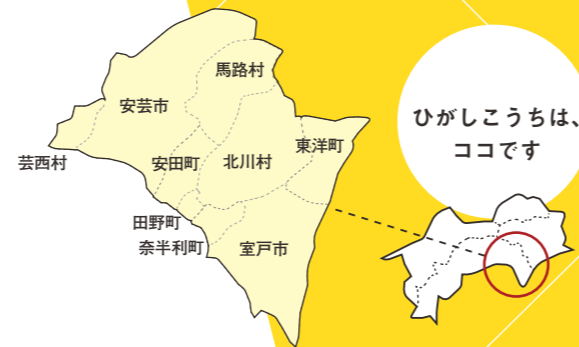 馬路村
安芸市
東洋町
芸西村
安田町
北川村
田野町
奈半利町
室戸市
ひがしこうちは、
ココです